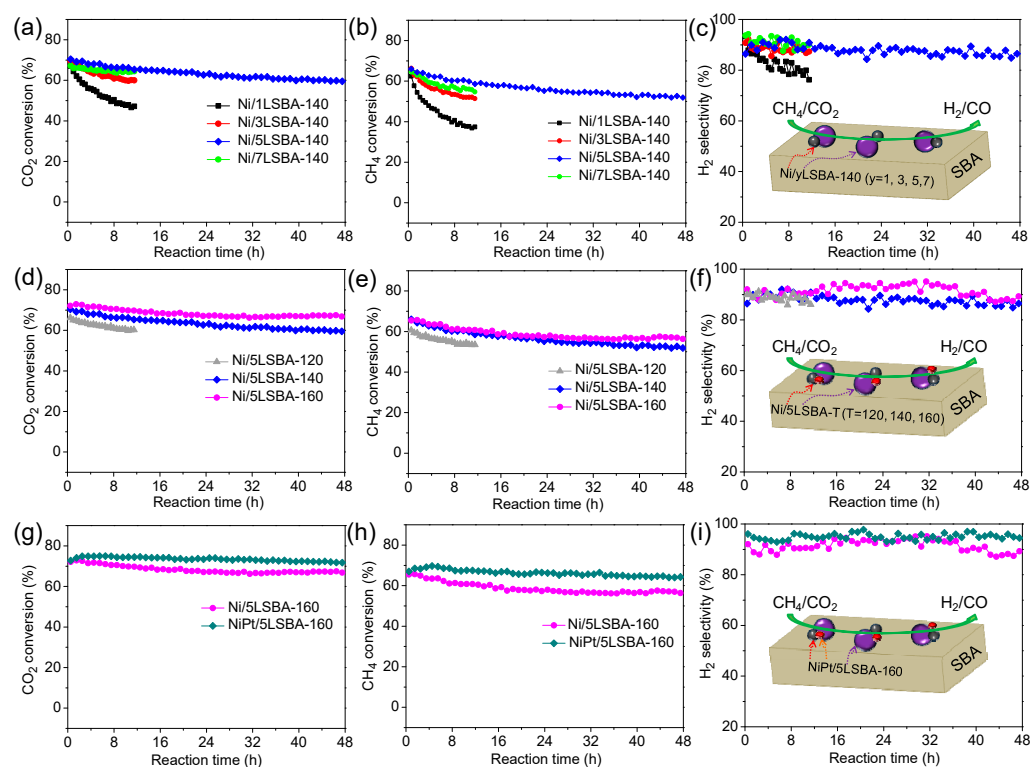 (a)
CO2 conversion (%)
80
60
40
20
0
Ni/1LSBA-140
Ni/3LSBA-140
Ni/5LSBA-140
Ni/7LSBA-140
0 8 16 24 32 40 48
Reaction time (h)
(b)
CH4 conversion (%)
80
60
40
20
0
Ni/1LSBA-140
Ni/3LSBA-140
Ni/5LSBA-140
Ni/7LSBA-140
0 8 16 24 32 40 48
Reaction time (h)
(c)
H2 selectivity (%)
100
80
60
40
20
CH4/CO2
H2/CO
Ni/yLSBA-140 (y=1, 3, 5,7)
SBA
0 8 16 24 32 40 48
Reaction time (h)
(d)
CO2 conversion (%)
80
60
40
20
0
Ni/5LSBA-120
Ni/5LSBA-140
Ni/5LSBA-160
0 8 16 24 32 40 48
Reaction time (h)
(e)
CH4 conversion (%)
80
60
40
20
0
Ni/5LSBA-120
Ni/5LSBA-140
Ni/5LSBA-160
0 8 16 24 32 40 48
Reaction time (h)
(f)
H2 selectivity (%)
100
80
60
40
20
CH4/CO2
H2/CO
Ni/5LSBA-T (T=120, 140, 160)
SBA
0 8 16 24 32 40 48
Reaction time (h)
(g)
CO2 conversion (%)
80
60
40
20
0
Ni/5LSBA-160
NiPt/5LSBA-160
0 8 16 24 32 40 48
Reaction time (h)
(h)
CH4 conversion (%)
80
60
40
20
0
Ni/5LSBA-160
NiPt/5LSBA-160
0 8 16 24 32 40 48
Reaction time (h)
(i)
H2 selectivity (%)
100
80
60
40
20
CH4/CO2
H2/CO
NiPt/5LSBA-160
SBA
0 8 16 24 32 40 48
Reaction time (h)